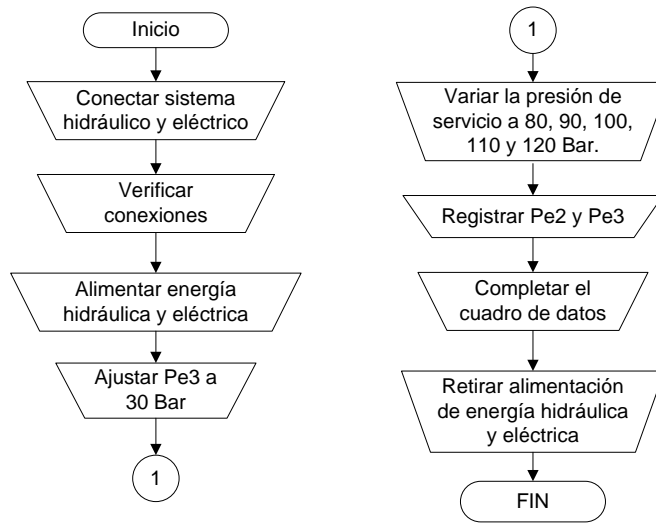 Inicio
Conectar sistema
hidráulico y eléctrico
Verificar
conexiones
Alimentar energía
hidráulica y eléctrica
Ajustar Pe3 a
30 Bar
1
1
Variar la presión de
servicio a 80, 90, 100,
110 y 120 Bar.
Registrar Pe2 y Pe3
Completar el
cuadro de datos
Retirar alimentación
de energía hidráulica
y eléctrica
FIN